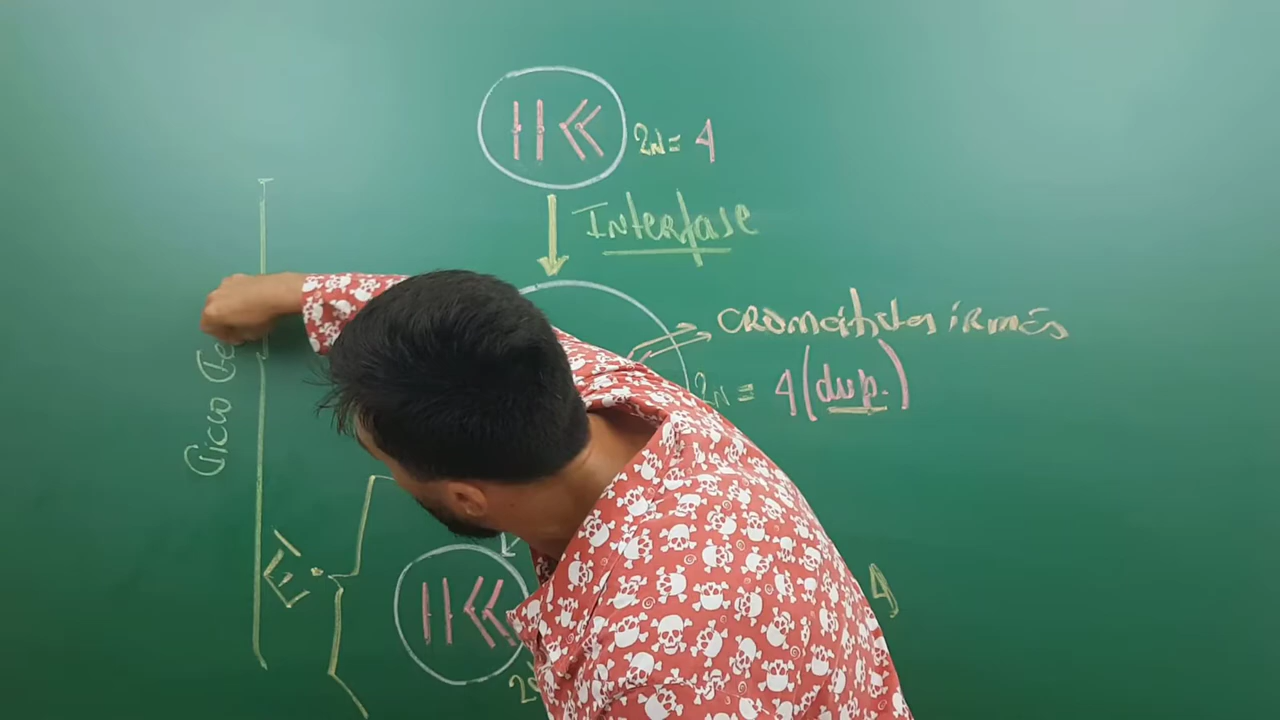 2N = 4
Interfase
cromátides irmãs
2N = 4 (dup.)
Ciclo